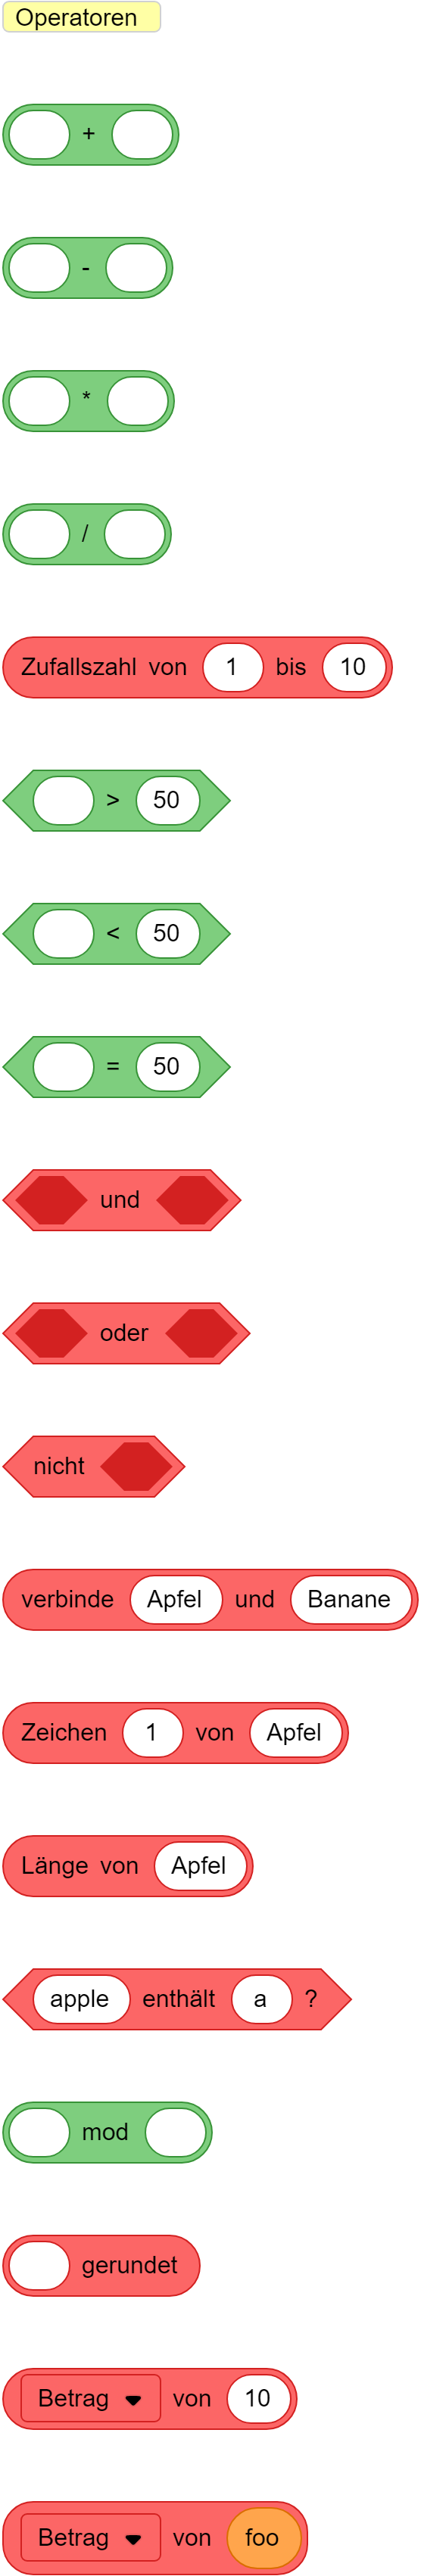 Operatoren
+
-
*
/
Zufallszahl von 1 bis 10
> 50
< 50
= 50
und
oder
nicht
verbinde Apfel und Banane
Zeichen 1 von Apfel
Länge von Apfel
apple enthält a ?
mod
gerundet
Betrag von 10
Betrag von foo